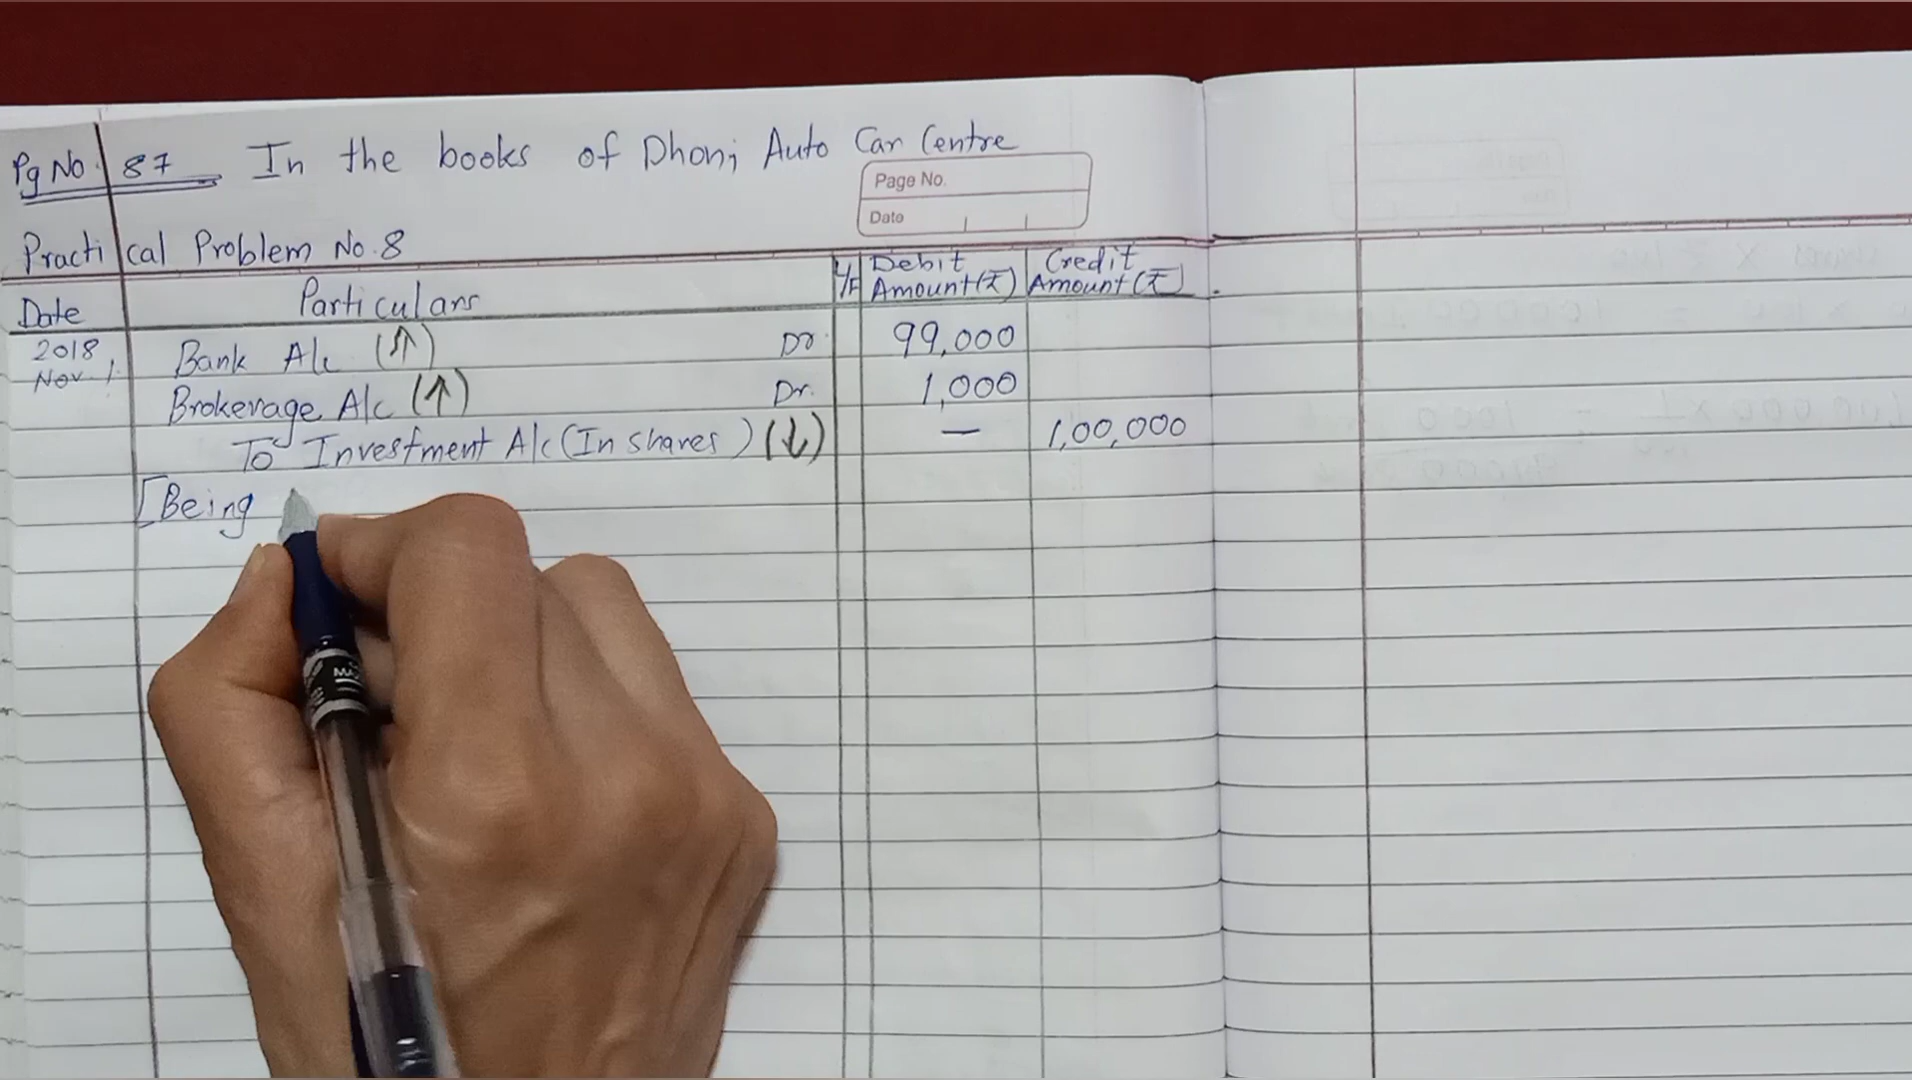 Pg No. 87 In the books of Dhoni Auto Car Centre
Page No.
Date
Practical Problem No. 8
Date Particulars L/F Debit Amount (₹) Credit Amount (₹)
2018, Nov. 1 Bank A/c (↑) Dr. 99,000
Brokerage A/c (↑) Dr. 1,000
To Investment A/c (In shares) (↓) — 1,00,000
[Being